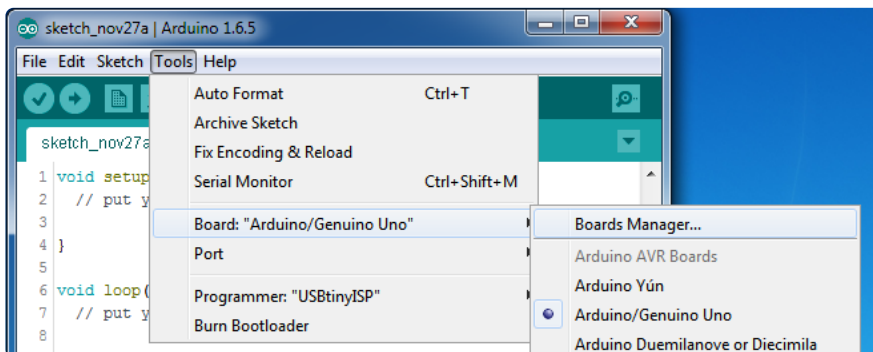 sketch_nov27a | Arduino 1.6.5
File Edit Sketch Tools Help
Auto Format Ctrl+T
Archive Sketch
sketch_nov27a
Fix Encoding & Reload
1 void setup
Serial Monitor Ctrl+Shift+M
2 // put y
3
Board: "Arduino/Genuino Uno"
Boards Manager...
4 }
Port
Arduino AVR Boards
5
Arduino Yún
6 void loop(
Programmer: "USBtinyISP"
7 // put y
Arduino/Genuino Uno
Burn Bootloader
8
Arduino Duemilanove or Diecimila